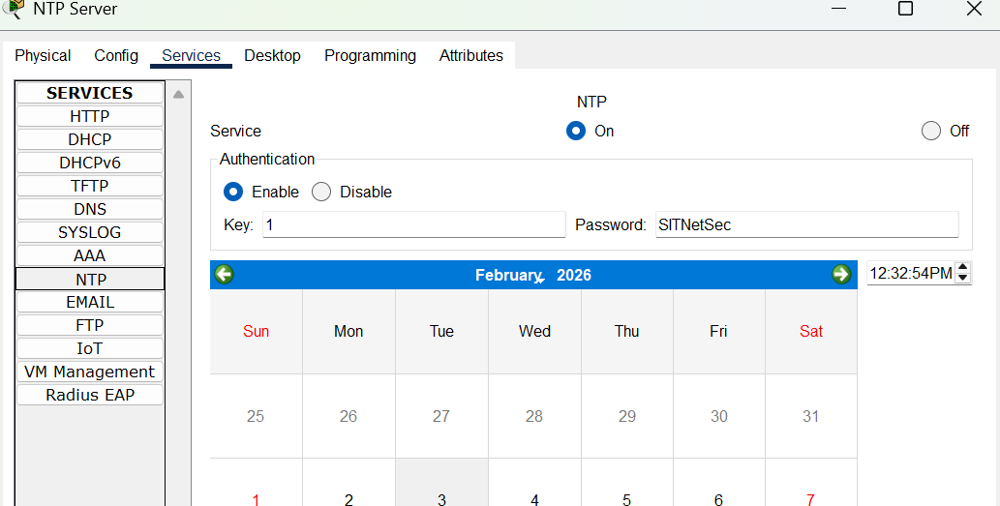 NTP Server
Physical Config Services Desktop Programming Attributes
SERVICES
HTTP
DHCP
DHCPv6
TFTP
DNS
SYSLOG
AAA
NTP
EMAIL
FTP
IoT
VM Management
Radius EAP
NTP
Service On Off
Authentication
Enable Disable
Key: 1 Password: SITNetSec
February 2026 12:32:54PM
Sun Mon Tue Wed Thu Fri Sat
25 26 27 28 29 30 31
1 2 3 4 5 6 7